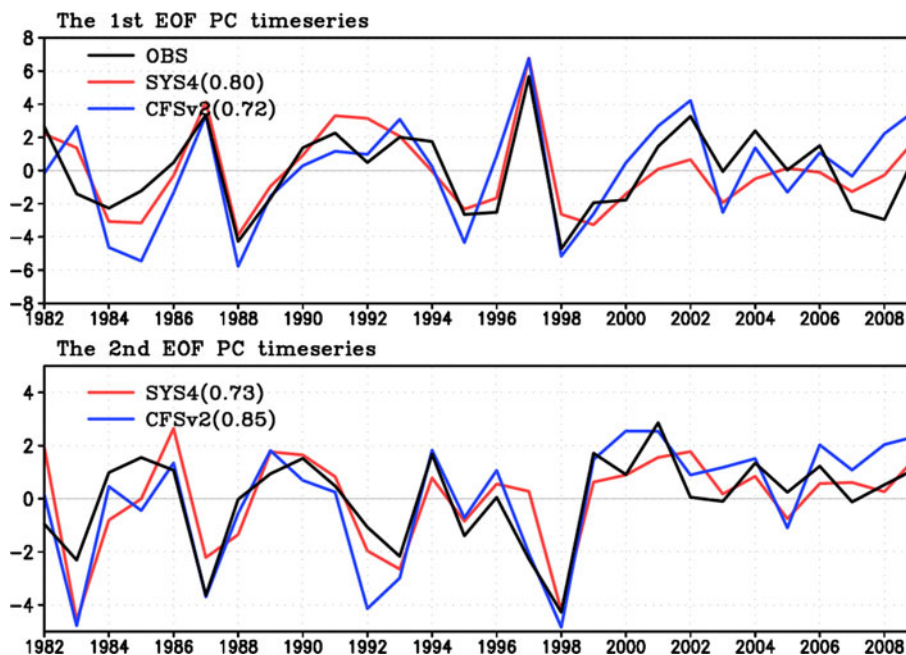 The 1st EOF PC timeseries
8
6
4
2
0
−2
−4
−6
−8
OBS
SYS4(0.80)
CFSv2(0.72)
1982 1984 1986 1988 1990 1992 1994 1996 1998 2000 2002 2004 2006 2008
The 2nd EOF PC timeseries
4
2
0
−2
−4
SYS4(0.73)
CFSv2(0.85)
1982 1984 1986 1988 1990 1992 1994 1996 1998 2000 2002 2004 2006 2008